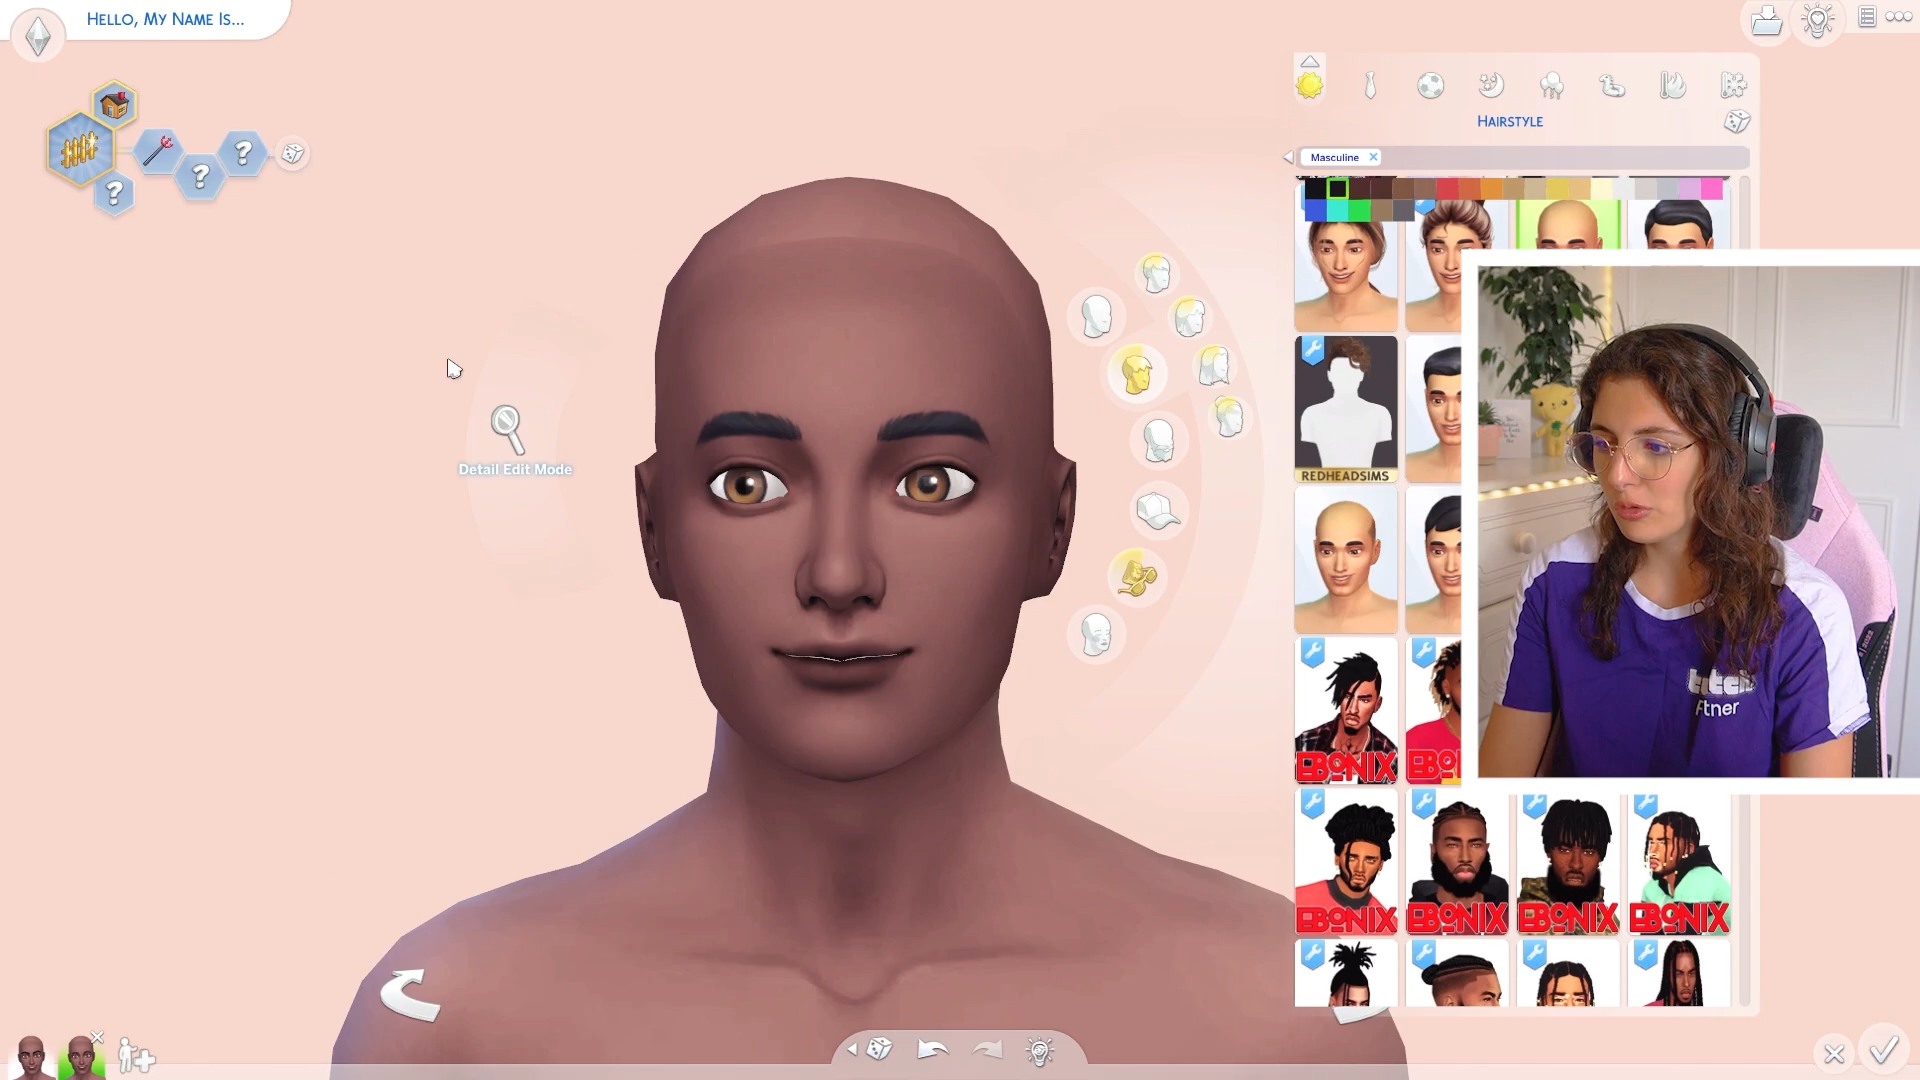 Hello, My Name Is...
Hairstyle
Masculine
Detail Edit Mode
REDHEADSIMS
EBONIX
EBONIX
EBONIX
EBONIX
EBONIX
? ? ?